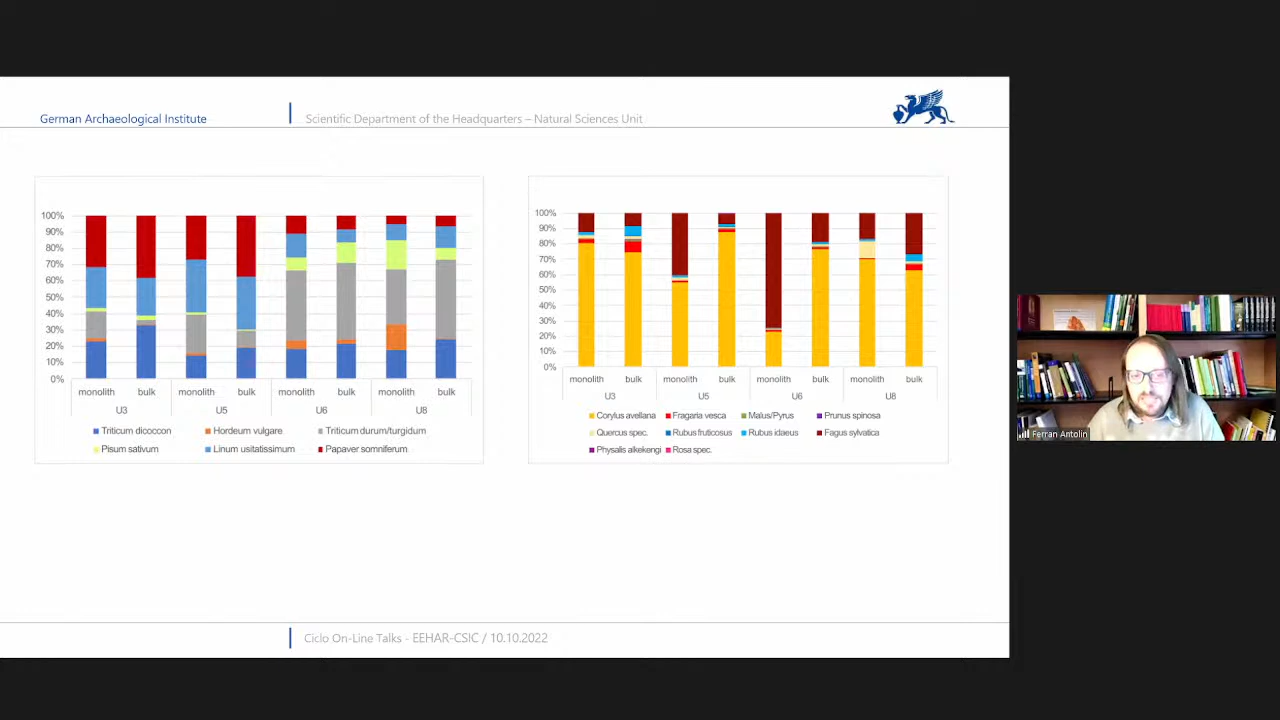 German Archaeological Institute
Scientific Department of the Headquarters – Natural Sciences Unit
100%
90%
80%
70%
60%
50%
40%
30%
20%
10%
0%
monolith bulk monolith bulk monolith bulk monolith bulk
U3 U5 U6 U8
Triticum dicoccon Hordeum vulgare Triticum durum/turgidum
Pisum sativum Linum usitatissimum Papaver somniferum
100%
90%
80%
70%
60%
50%
40%
30%
20%
10%
0%
monolith bulk monolith bulk monolith bulk monolith bulk
U3 U5 U6 U8
Corylus avellana Fragaria vesca Malus/Pyrus Prunus spinosa
Quercus spec. Rubus fruticosus Rubus idaeus Fagus sylvatica
Physalis alkekengi Rosa spec.
Ferran Antolin
Ciclo On-Line Talks - EEHAR-CSIC / 10.10.2022